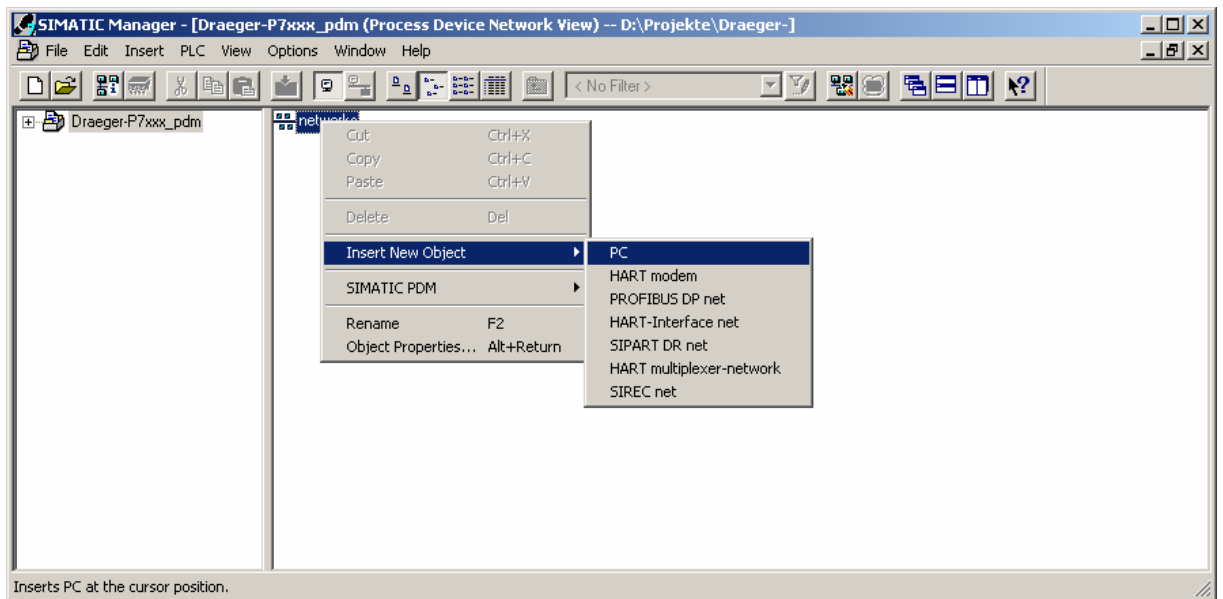 SIMATIC Manager - [Draeger-P7xxx_pdm (Process Device Network View) -- D:\Projekte\Draeger-]
File Edit Insert PLC View Options Window Help
< No Filter >
Draeger-P7xxx_pdm
networks
Cut Ctrl+X
Copy Ctrl+C
Paste Ctrl+V
Delete Del
Insert New Object
SIMATIC PDM
Rename F2
Object Properties... Alt+Return
PC
HART modem
PROFIBUS DP net
HART-Interface net
SIPART DR net
HART multiplexer-network
SIREC net
Inserts PC at the cursor position.